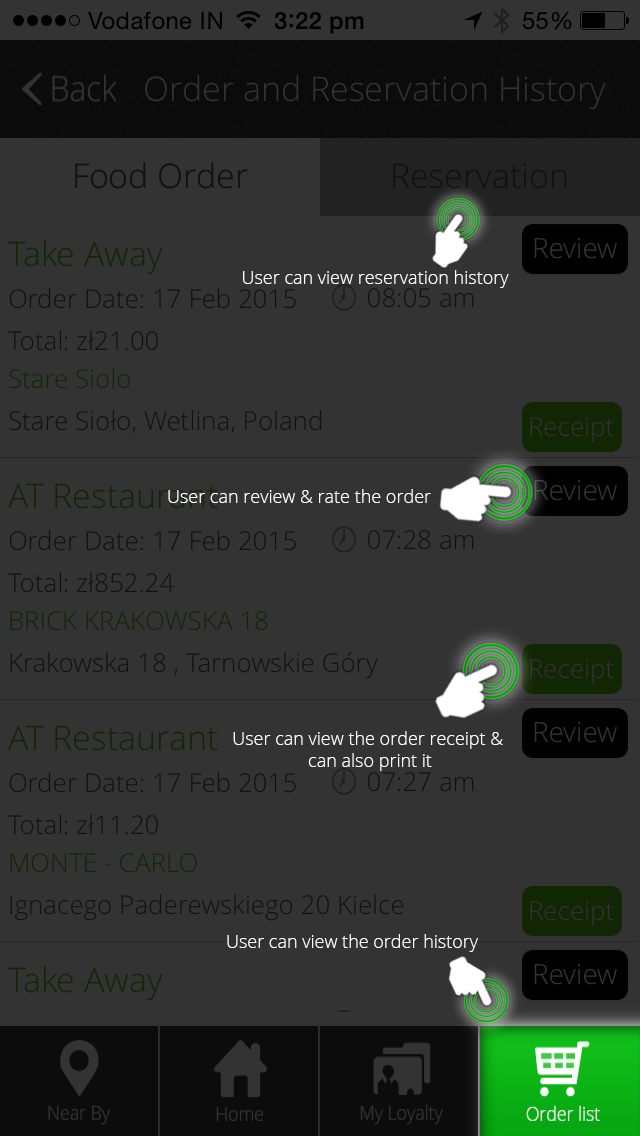 Vodafone IN 3:22 pm 55%
Back Order and Reservation History
Food Order Reservation
Take Away Review
User can view reservation history
Order Date: 17 Feb 2015 08:05 am
Total: zł21.00
Stare Siolo
Stare Sioło, Wetlina, Poland
Receipt
AT Restaurant Review
User can review & rate the order
Order Date: 17 Feb 2015 07:28 am
Total: zł852.24
BRICK KRAKOWSKA 18
Krakowska 18 , Tarnowskie Góry Receipt
AT Restaurant Review
User can view the order receipt &
can also print it
Order Date: 17 Feb 2015 07:27 am
Total: zł11.20
MONTE - CARLO
Ignacego Paderewskiego 20 Kielce Receipt
User can view the order history
Take Away Review
Near By Home My Loyalty Order list